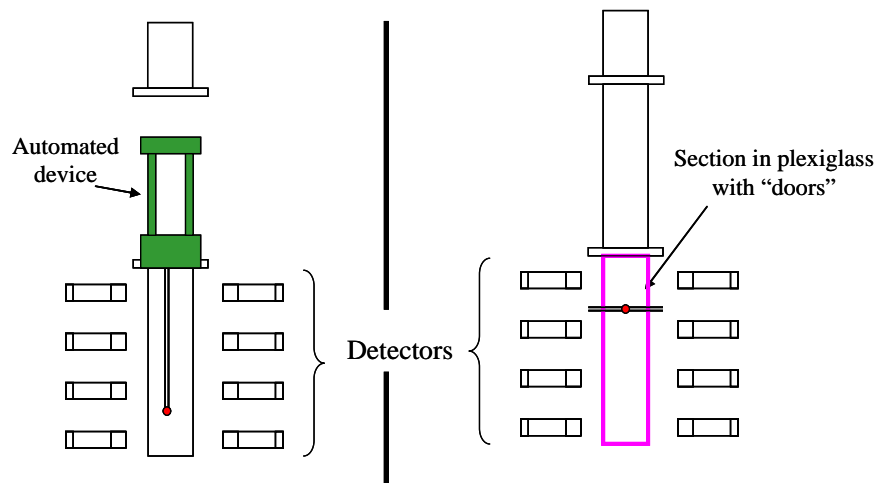 Automated
device
Section in plexiglass
with “doors”
Detectors